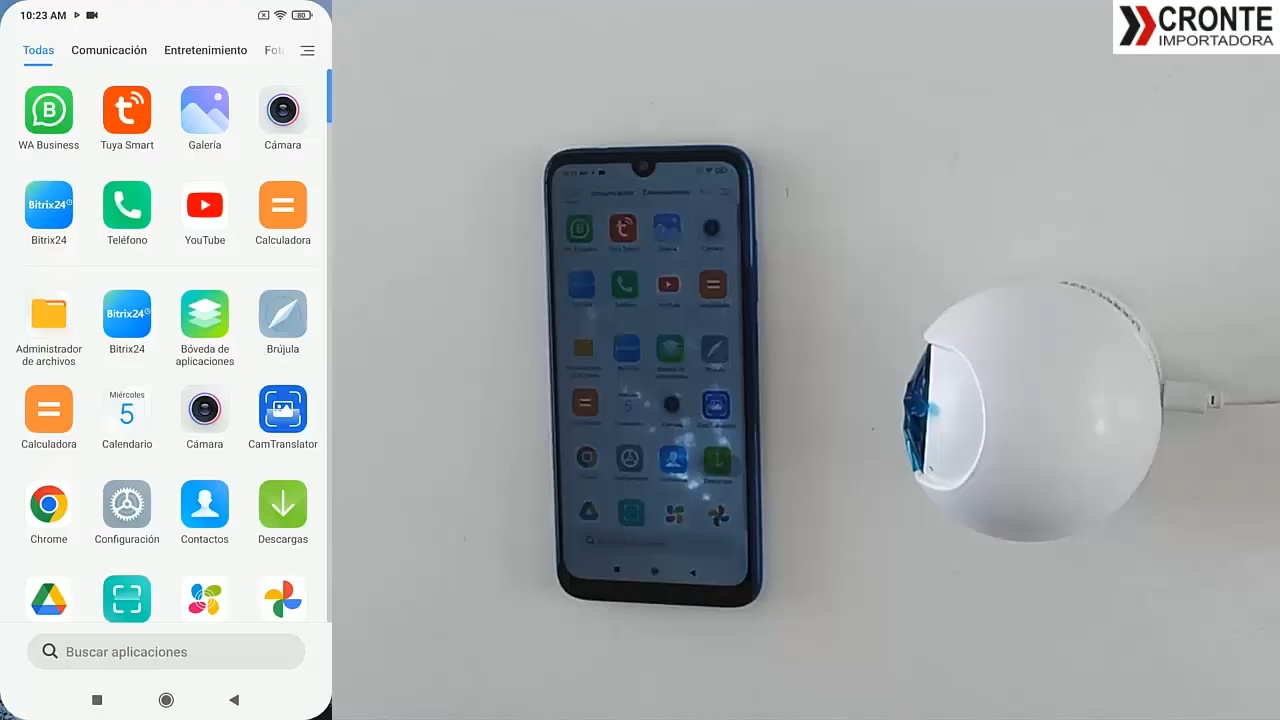 10:23 AM
80
Todas Comunicación Entretenimiento Fot
WA Business Tuya Smart Galería Cámara
Bitrix24
Bitrix24 Teléfono YouTube Calculadora
Bitrix24
Administrador de archivos Bitrix24 Bóveda de aplicaciones Brújula
Miércoles
5
Calculadora Calendario Cámara CamTranslator
Chrome Configuración Contactos Descargas
Buscar aplicaciones
CRONTE
IMPORTADORA